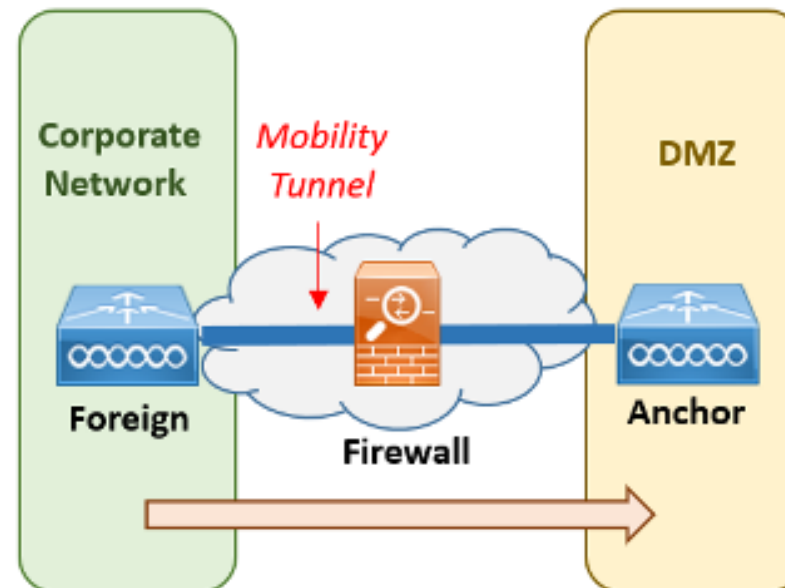 Corporate
Network
Mobility
Tunnel
DMZ
Foreign
Firewall
Anchor